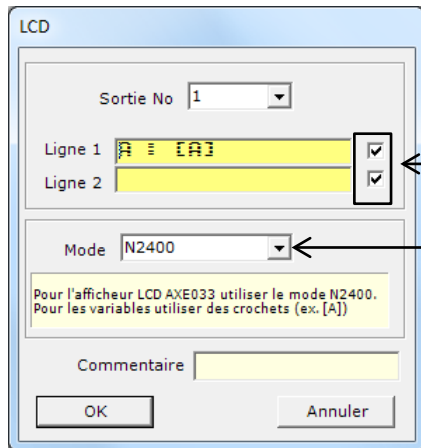 LCD
Sortie No 1
Ligne 1 A = [A]
Ligne 2
Mode N2400
Pour l'afficheur LCD AXE033 utiliser le mode N2400.
Pour les variables utiliser des crochets (ex. [A])
Commentaire
OK Annuler